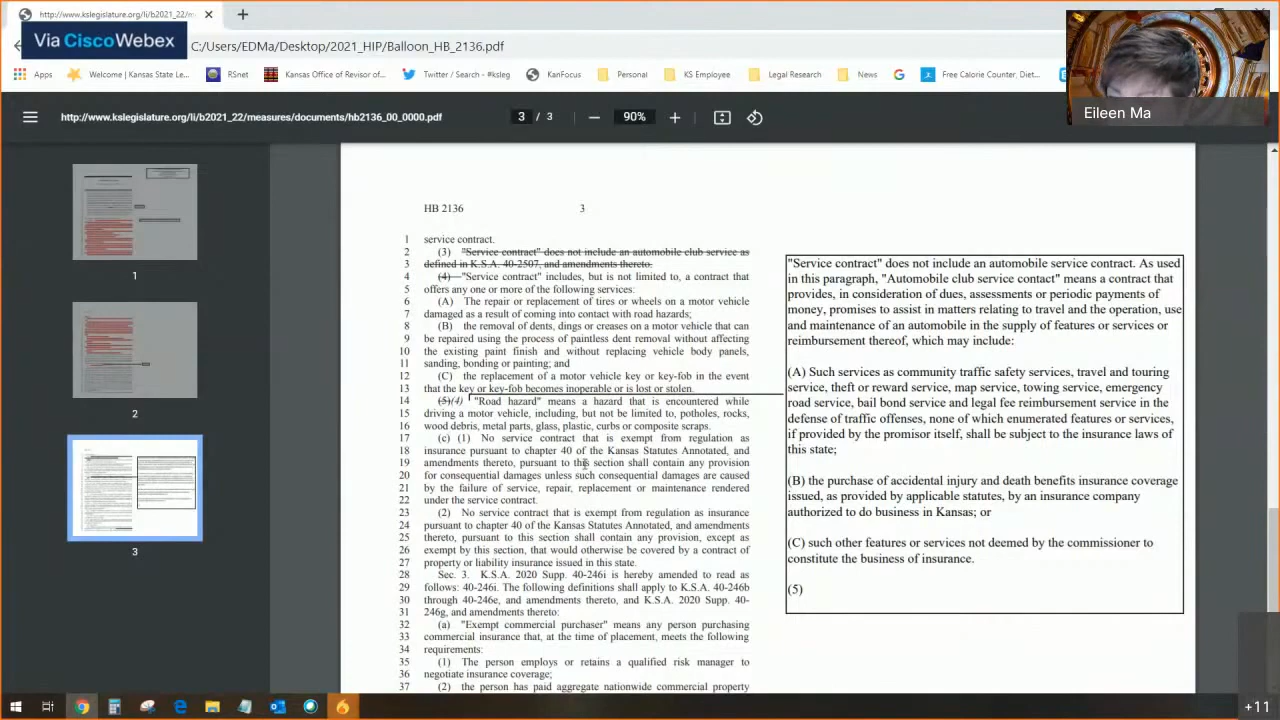 http://www.kslegislature.org/li/b2021_22/m
Via Cisco Webex
C:/Users/EDMa/Desktop/2021_HIP/Balloon_HB_2136.pdf
Apps
Welcome | Kansas State Le...
RSnet
Kansas Office of Revisor of...
Twitter / Search - #ksleg
KanFocus
Personal
KS Employee
Legal Research
News
Free Calorie Counter, Diet...
Eileen Ma
http://www.kslegislature.org/li/b2021_22/measures/documents/hb2136_00_0000.pdf
3 / 3
90%
1
2
3
HB 2136 3
1 service contract.
2 (3) "Service contract" does not include an automobile club service as
3 defined in K.S.A. 40-2507, and amendments thereto.
4 (4) "Service contract" includes, but is not limited to, a contract that
5 offers any one or more of the following services:
6 (A) The repair or replacement of tires or wheels on a motor vehicle
7 damaged as a result of coming into contact with road hazards;
8 (B) the removal of dents, dings or creases on a motor vehicle that can
9 be repaired using the process of paintless dent removal without affecting
10 the existing paint finish and without replacing vehicle body panels,
11 sanding, bonding or painting; and
12 (C) the replacement of a motor vehicle key or key-fob in the event
13 that the key or key-fob becomes inoperable or is lost or stolen.
14 (5)(4) "Road hazard" means a hazard that is encountered while
15 driving a motor vehicle, including, but not be limited to, potholes, rocks,
16 wood debris, metal parts, glass, plastic, curbs or composite scraps.
17 (c) (1) No service contract that is exempt from regulation as
18 insurance pursuant to chapter 40 of the Kansas Statutes Annotated, and
19 amendments thereto, pursuant to this section shall contain any provision
20 for consequential damages unless such consequential damages are caused
21 by the failure of service, repair, replacement or maintenance rendered
22 under the service contract.
23 (2) No service contract that is exempt from regulation as insurance
24 pursuant to chapter 40 of the Kansas Statutes Annotated, and amendments
25 thereto, pursuant to this section shall contain any provision, except as
26 exempt by this section, that would otherwise be covered by a contract of
27 property or liability insurance issued in this state.
28 Sec. 3. K.S.A. 2020 Supp. 40-246i is hereby amended to read as
29 follows: 40-246i. The following definitions shall apply to K.S.A. 40-246b
30 through 40-246e, and amendments thereto, and K.S.A. 2020 Supp. 40-
31 246g, and amendments thereto:
32 (a) "Exempt commercial purchaser" means any person purchasing
33 commercial insurance that, at the time of placement, meets the following
34 requirements:
35 (1) The person employs or retains a qualified risk manager to
36 negotiate insurance coverage;
37 (2) the person has paid aggregate nationwide commercial property
"Service contract" does not include an automobile service contract. As used
in this paragraph, "Automobile club service contact" means a contract that
provides, in consideration of dues, assessments or periodic payments of
money, promises to assist in matters relating to travel and the operation, use
and maintenance of an automobile in the supply of features or services or
reimbursement thereof, which may include:
(A) Such services as community traffic safety services, travel and touring
service, theft or reward service, map service, towing service, emergency
road service, bail bond service and legal fee reimbursement service in the
defense of traffic offenses, none of which enumerated features or services,
if provided by the promisor itself, shall be subject to the insurance laws of
this state;
(B) the purchase of accidental injury and death benefits insurance coverage
issued, as provided by applicable statutes, by an insurance company
authorized to do business in Kansas; or
(C) such other features or services not deemed by the commissioner to
constitute the business of insurance.
(5)
+11